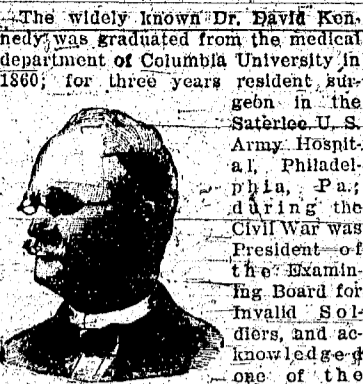 The widely known Dr. David Ken-
nedy was graduated from the medical
department of Columbia University in
1860; for three years resident sur-
geon in the
Saterlee U. S.
Army Hospit-
al, Philadel-
phia, Pa.;
during the
Civil War was
President of
the Examin-
ing Board for
Invalid Sol-
diers, and ac-
knowledged
one of the